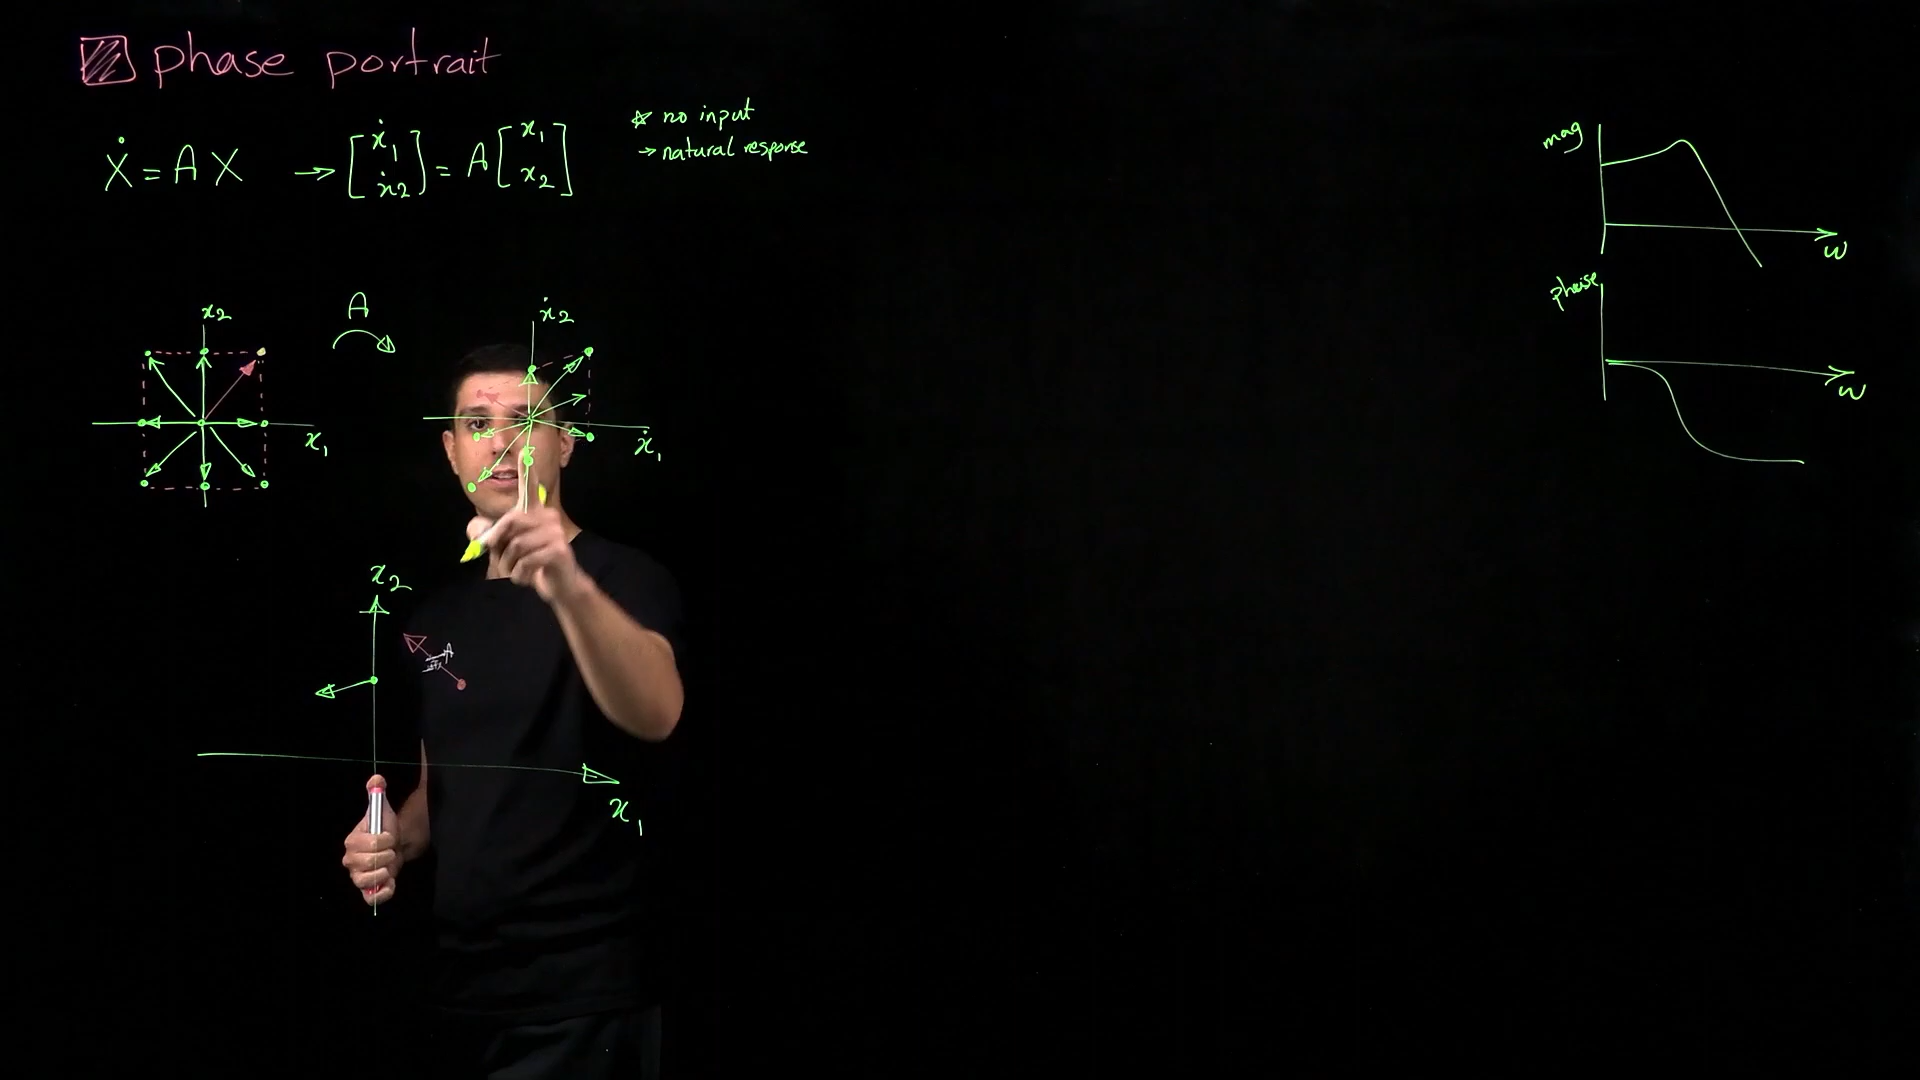 phase portrait
Ẋ = A X → [ẋ1 ẋ2] = A [x1 x2]
* no input
→ natural response
mag
ω
phase
ω
x2
A
ẋ2
x1
ẋ1
x2
A
x1